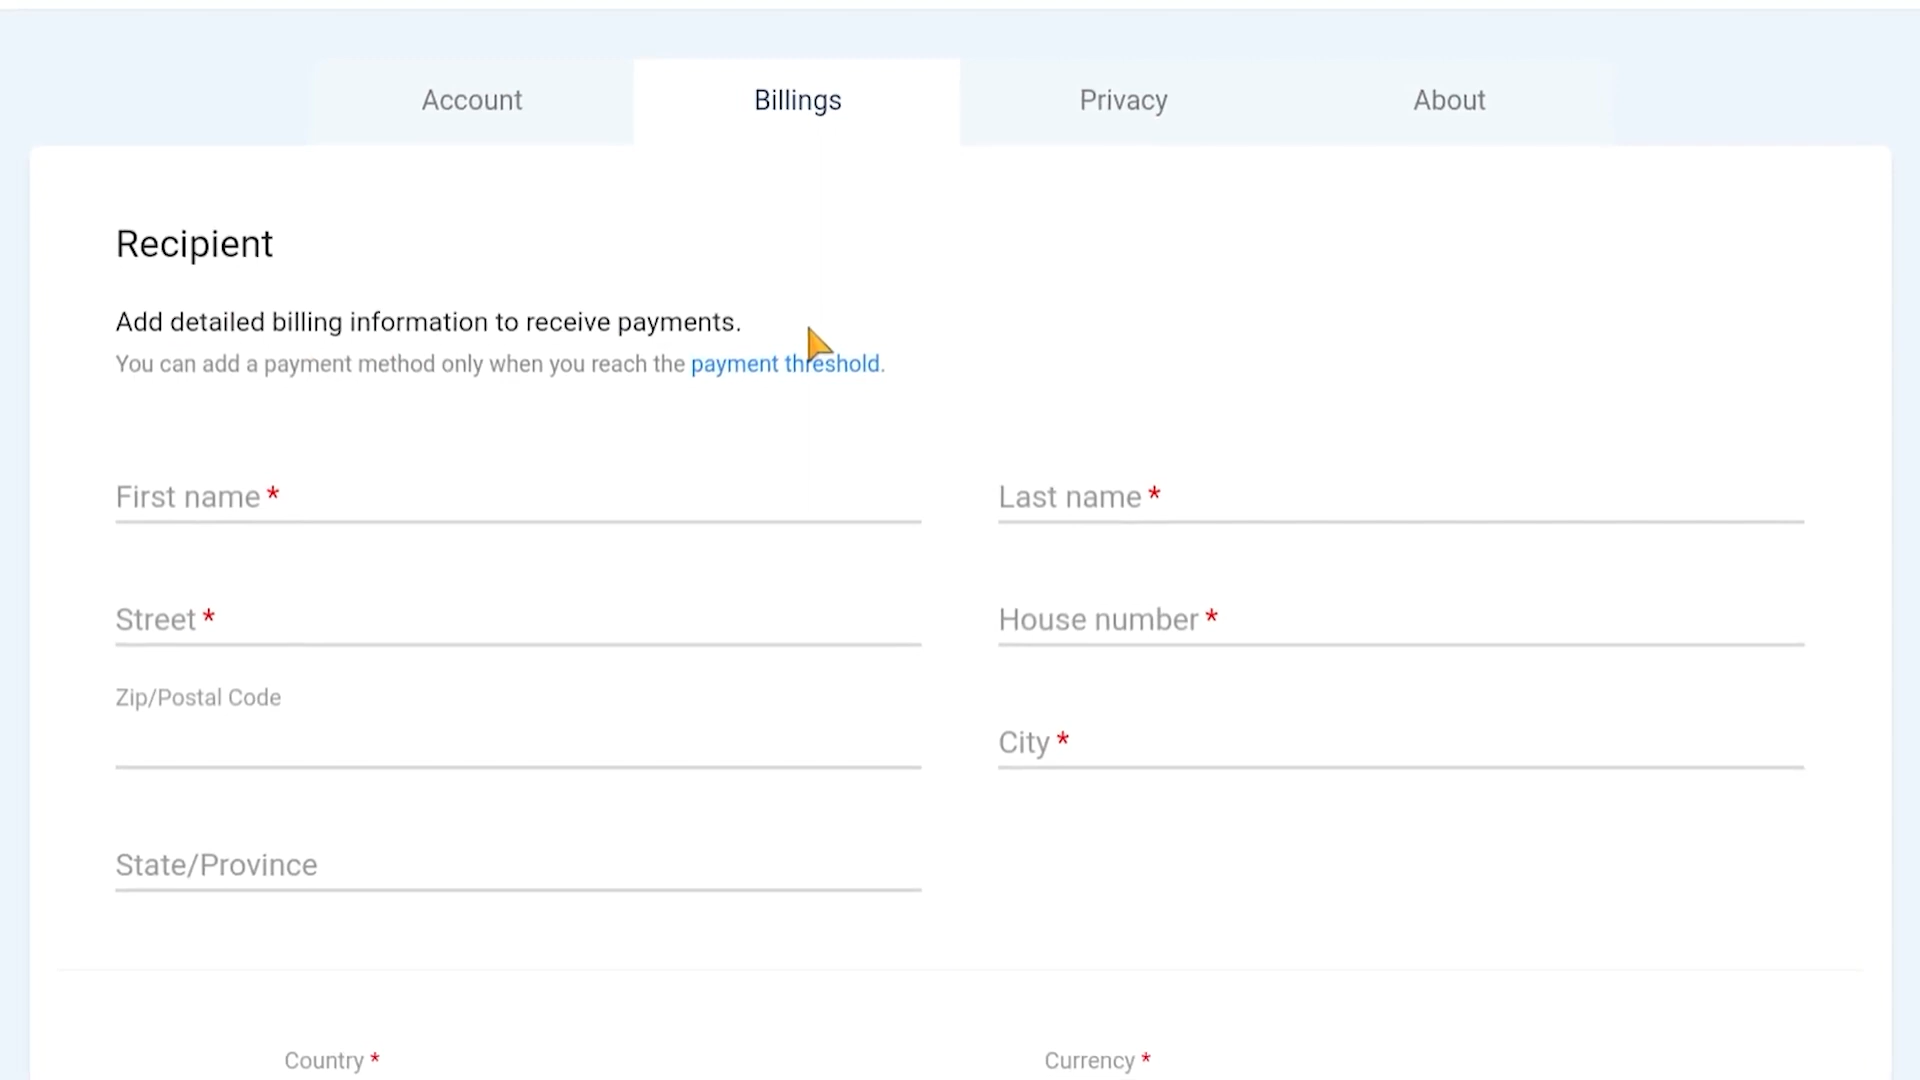 Account Billings Privacy About
Recipient
Add detailed billing information to receive payments.
You can add a payment method only when you reach the payment threshold.
First name * Last name *
Street * House number *
Zip/Postal Code
City *
State/Province
Country * Currency *